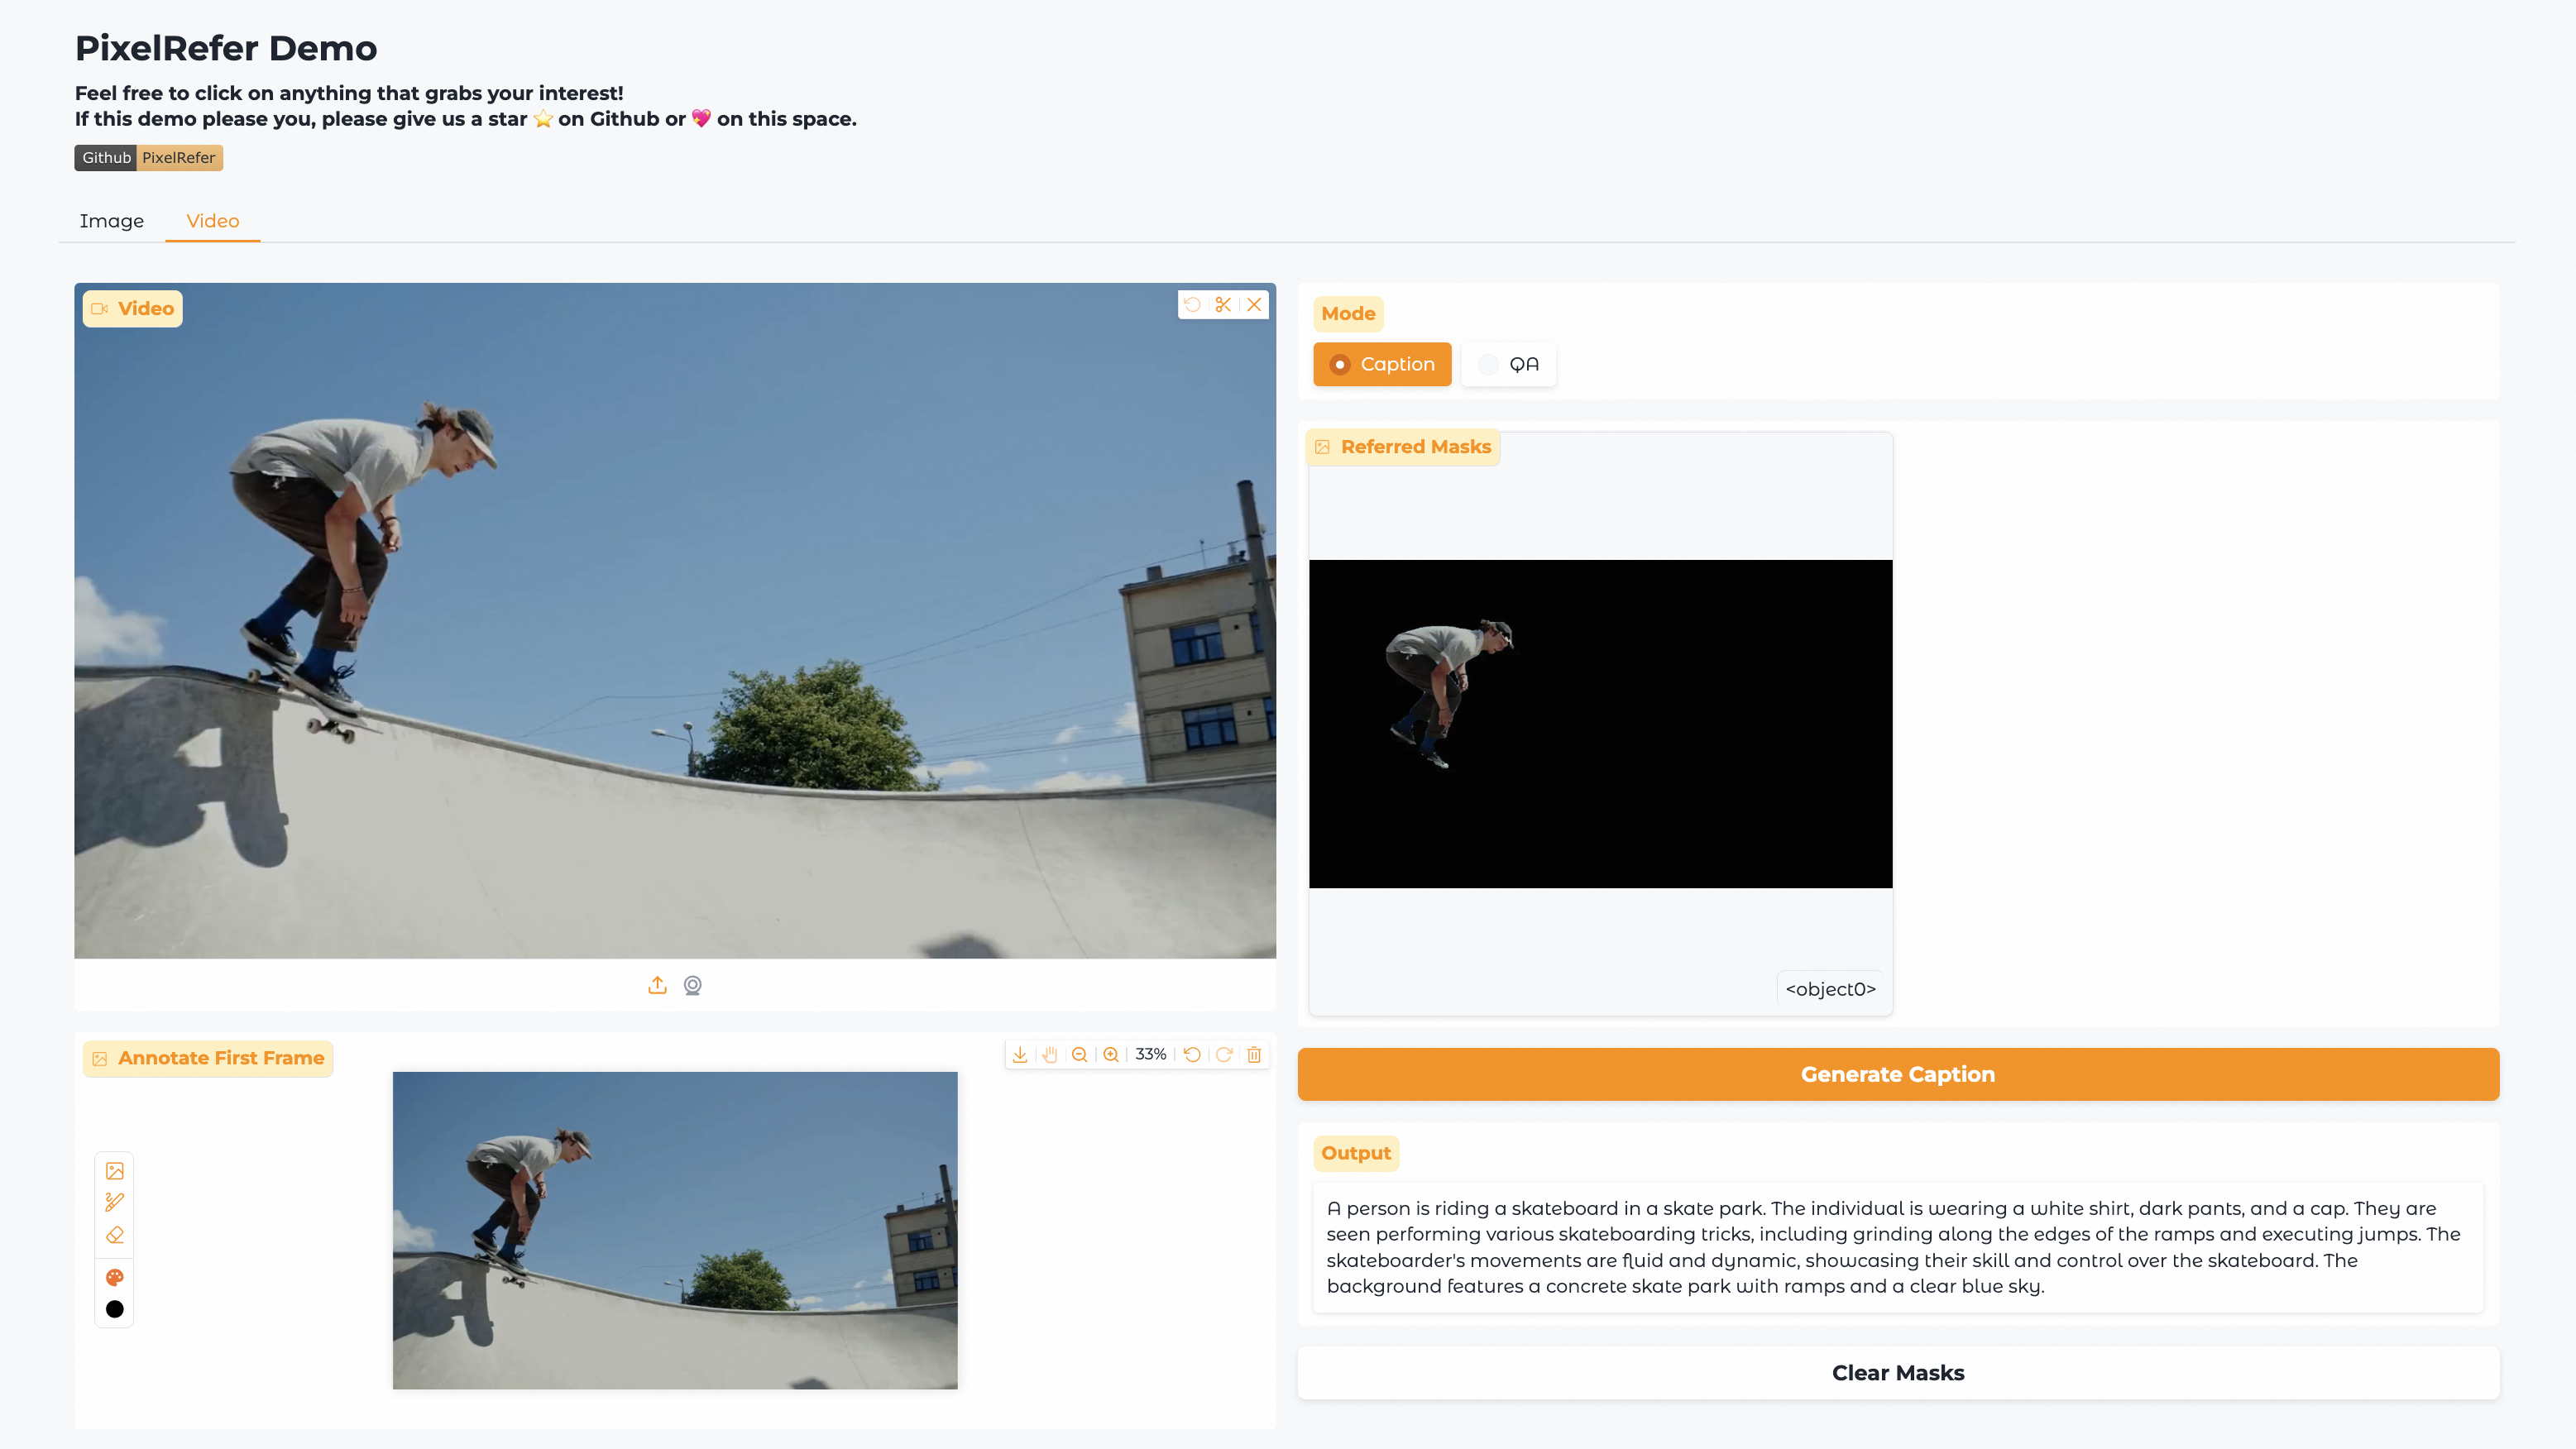 PixelRefer Demo
Feel free to click on anything that grabs your interest!
If this demo please you, please give us a star ⭐ on Github or 💖 on this space.
Github PixelRefer
Image Video
Video
Mode
Caption QA
Referred Masks
<object0>
Annotate First Frame
33%
Generate Caption
Output
A person is riding a skateboard in a skate park. The individual is wearing a white shirt, dark pants, and a cap. They are
seen performing various skateboarding tricks, including grinding along the edges of the ramps and executing jumps. The
skateboarder's movements are fluid and dynamic, showcasing their skill and control over the skateboard. The
background features a concrete skate park with ramps and a clear blue sky.
Clear Masks